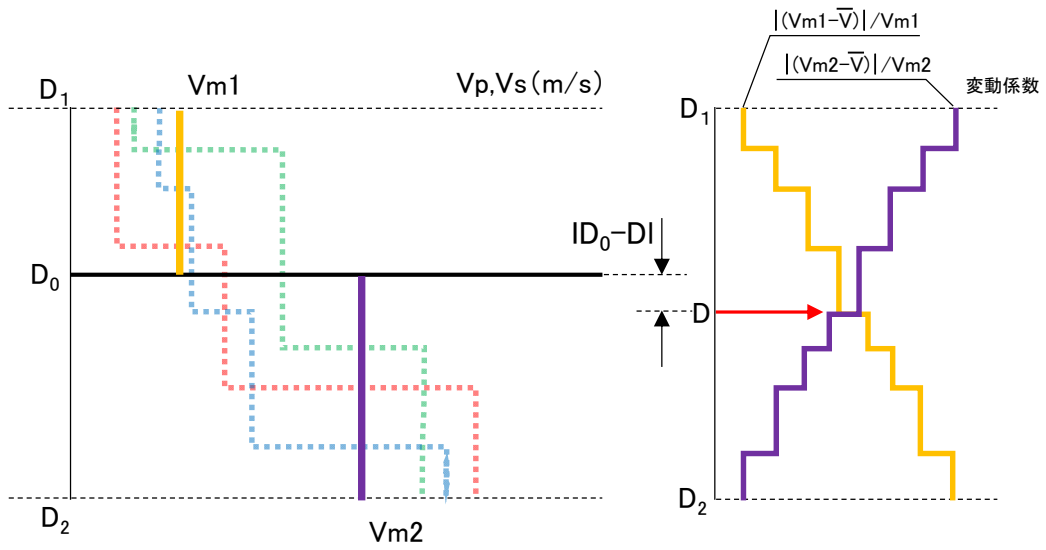 |(Vm1-V̅)|/Vm1
|(Vm2-V̅)|/Vm2
D₁
Vm1
Vp,Vs(m/s)
D₁
変動係数
|D₀-D|
D₀
D
D₂
Vm2
D₂